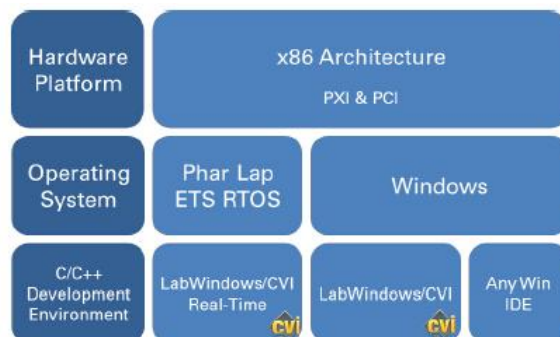 Hardware
Platform
x86 Architecture
PXI & PCI
Operating
System
Phar Lap
ETS RTOS
Windows
C/C++
Development
Environment
LabWindows/CVI
Real-Time
cvi
LabWindows/CVI
cvi
Any Win
IDE